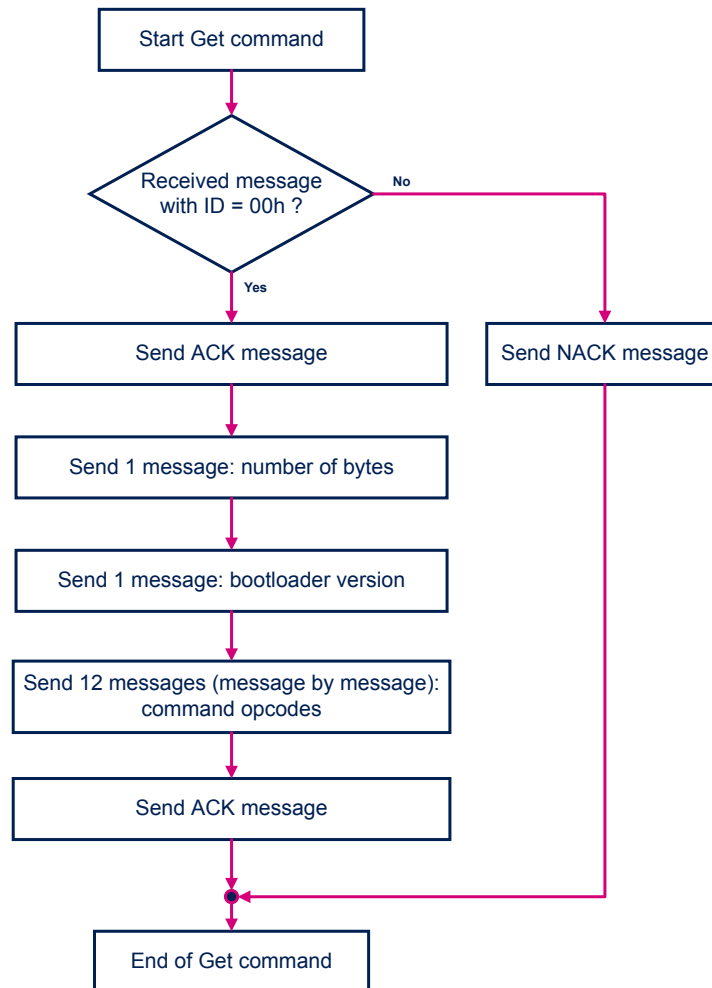 Start Get command
Received message
with ID = 00h ?
No
Yes
Send ACK message
Send NACK message
Send 1 message: number of bytes
Send 1 message: bootloader version
Send 12 messages (message by message):
command opcodes
Send ACK message
End of Get command